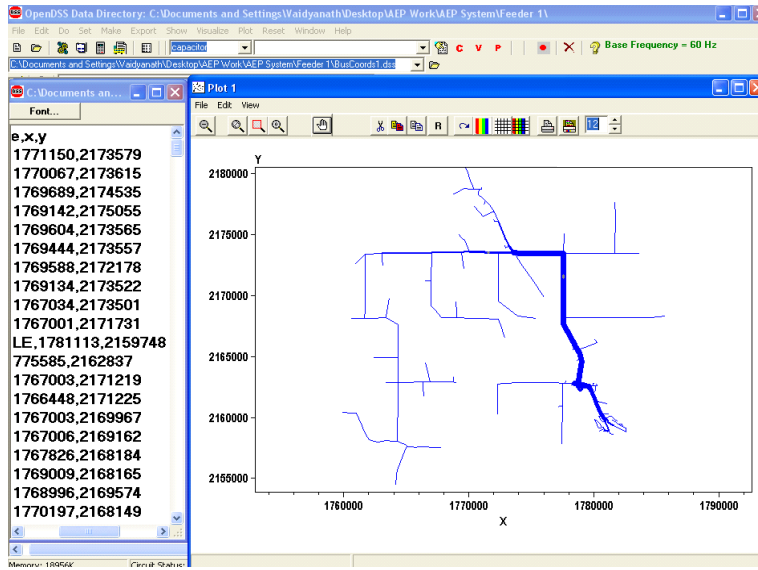 OpenDSS Data Directory: C:\Documents and Settings\Vaidyanath\Desktop\AEP Work\AEP System\Feeder 1\
File Edit Do Set Make Export Show Visualize Plot Reset Window Help
capacitor
C V P
Base Frequency = 60 Hz
C:\Documents and Settings\Vaidyanath\Desktop\AEP Work\AEP System\Feeder 1\BusCoords1.dss
C:\Documents an...
Font...
e,x,y
1771150,2173579
1770067,2173615
1769689,2174535
1769142,2175055
1769604,2173565
1769444,2173557
1769588,2172178
1769134,2173522
1767034,2173501
1767001,2171731
LE,1781113,2159748
775585,2162837
1767003,2171219
1766448,2171225
1767003,2169967
1767006,2169162
1767826,2168184
1769009,2168165
1768996,2169574
1770197,2168149
Memory: 18956K
Circuit Status:
Plot 1
File Edit View
R
12
Y
2180000
2175000
2170000
2165000
2160000
2155000
1760000 1770000 1780000 1790000
X